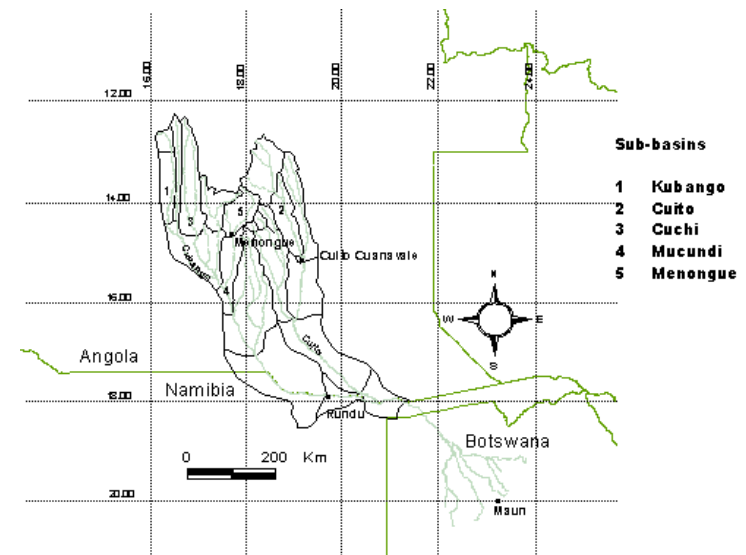 16.00
18.00
20.00
22.00
24.00
12.00
Sub-basins
1 Kubango
2 Cuito
3 Cuchi
4 Mucundi
5 Menongue
14.00
1
2
3
5
Menongue
Cuito Cuanavale
Cubango
4
16.00
N
W
E
S
Cuito
Angola
Namibia
18.00
Rundu
Botswana
0 200 Km
20.00
Maun